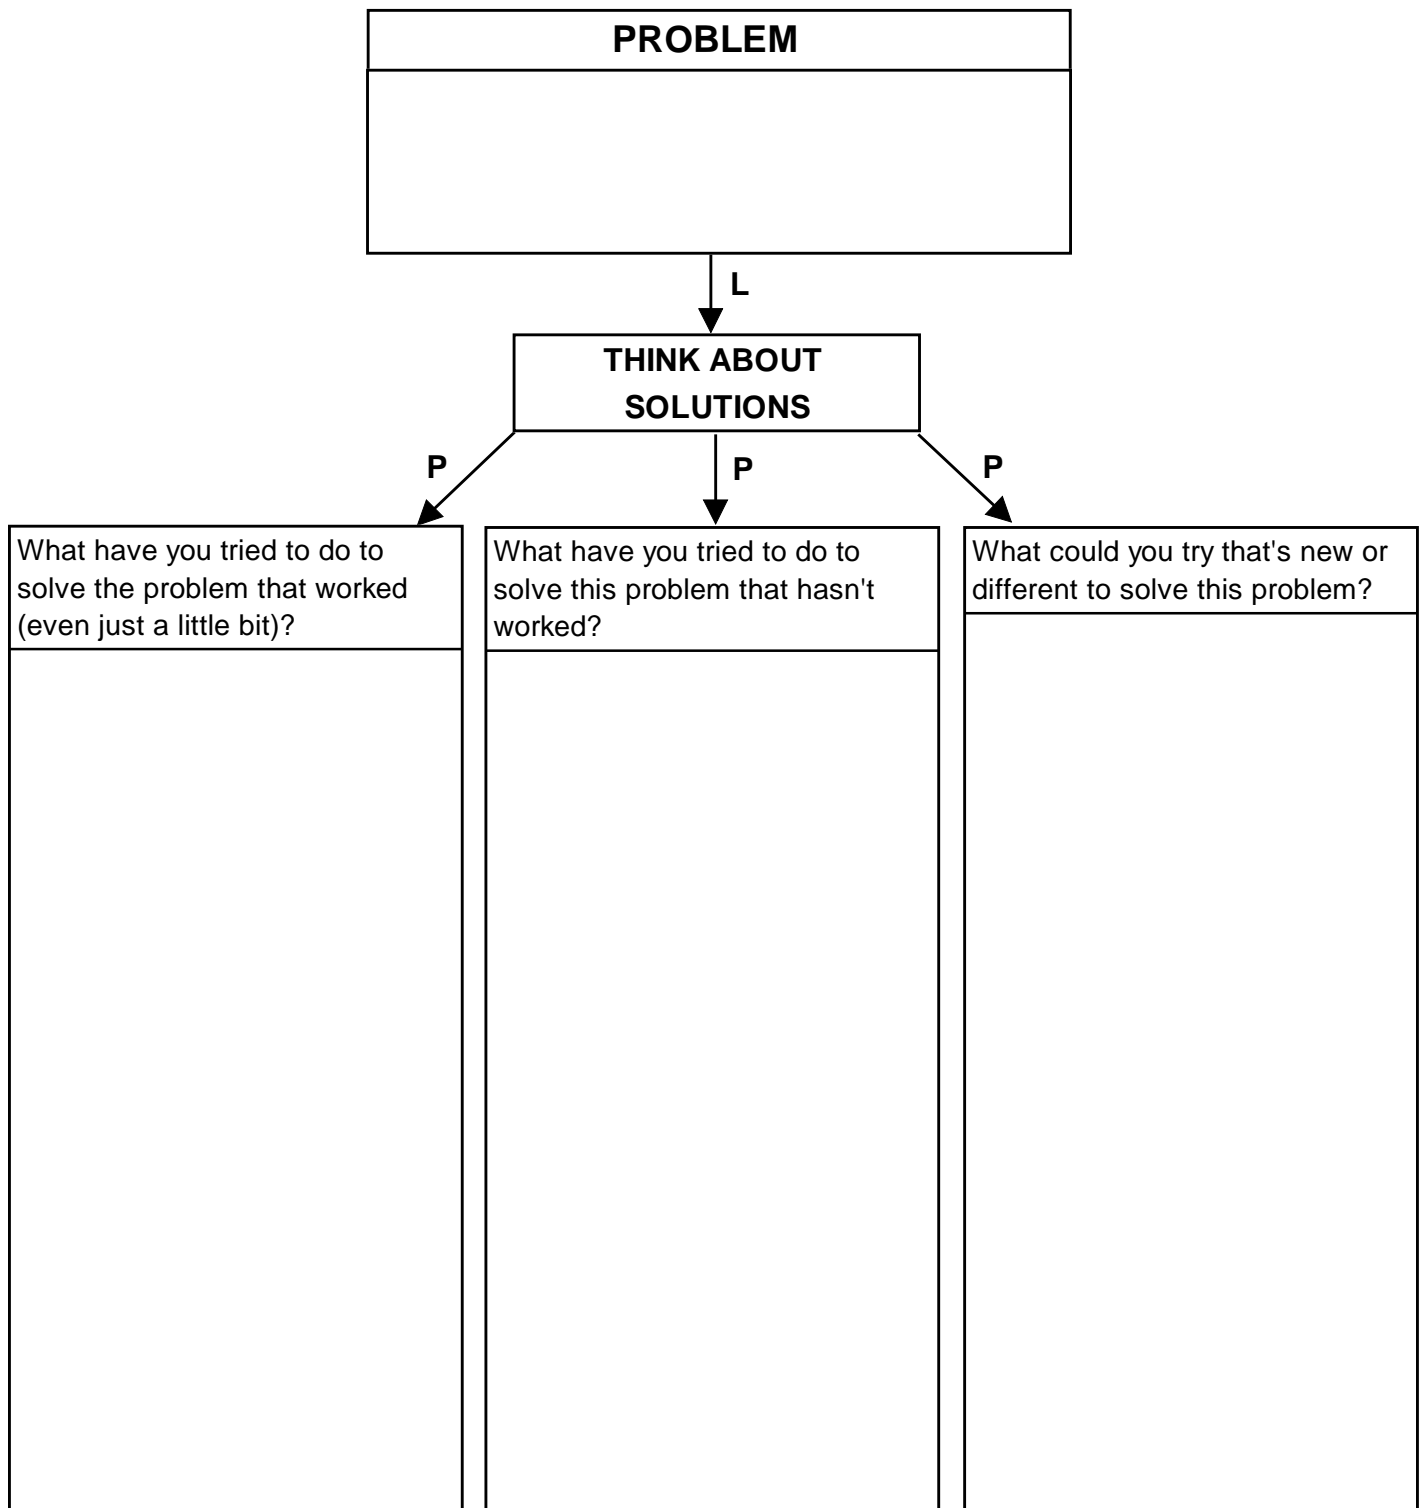 PROBLEM
L
THINK ABOUT
SOLUTIONS
P
P
P
What have you tried to do to
solve the problem that worked
(even just a little bit)?
What have you tried to do to
solve this problem that hasn't
worked?
What could you try that's new or
different to solve this problem?